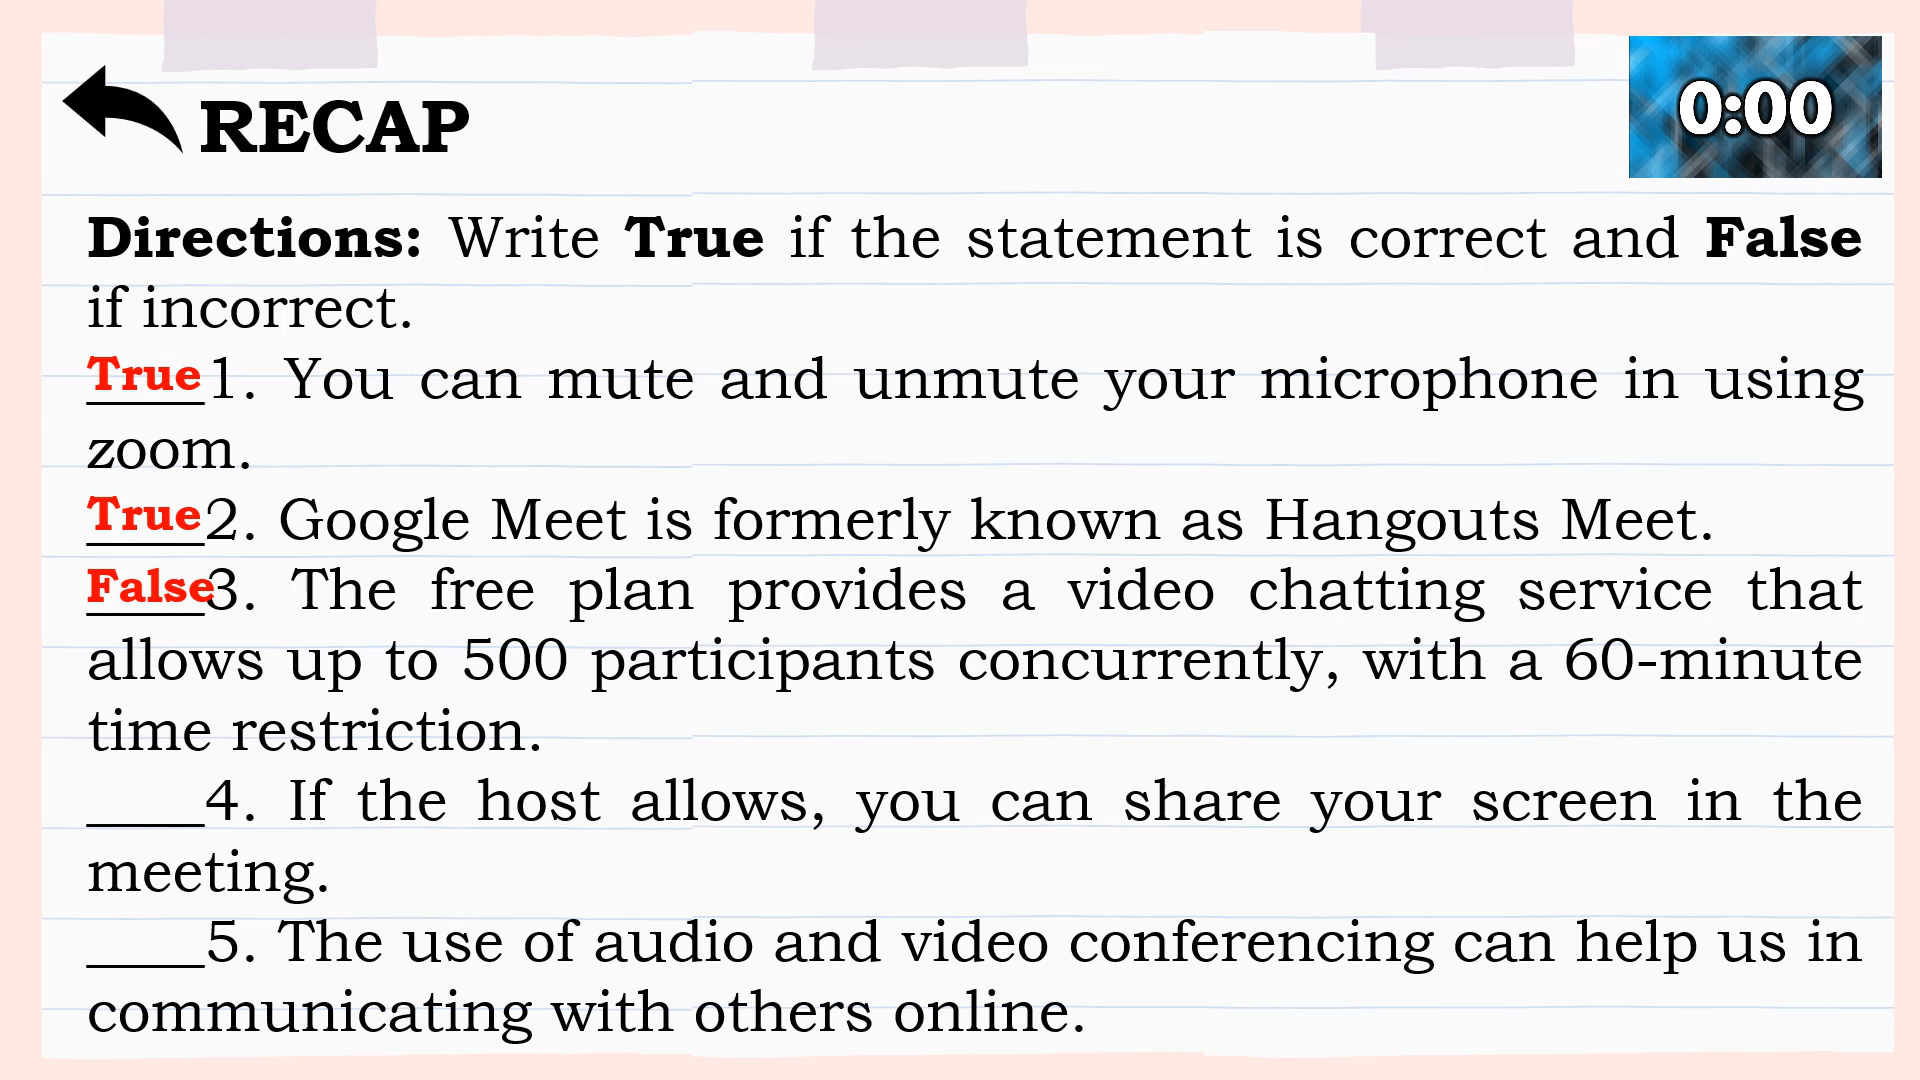 RECAP
0:00
Directions: Write True if the statement is correct and False
if incorrect.
True 1. You can mute and unmute your microphone in using
zoom.
True 2. Google Meet is formerly known as Hangouts Meet.
False 3. The free plan provides a video chatting service that
allows up to 500 participants concurrently, with a 60-minute
time restriction.
____4. If the host allows, you can share your screen in the
meeting.
____5. The use of audio and video conferencing can help us in
communicating with others online.